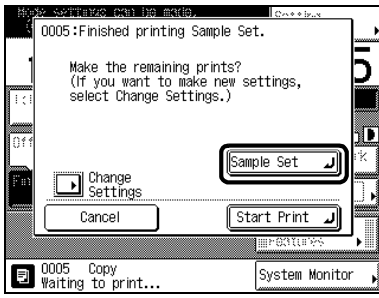 0005:Finished printing Sample Set.
Make the remaining prints?
(If you want to make new settings,
select Change Settings.)
Sample Set
Change
Settings
Cancel
Start Print
0005 Copy
Waiting to print...
System Monitor